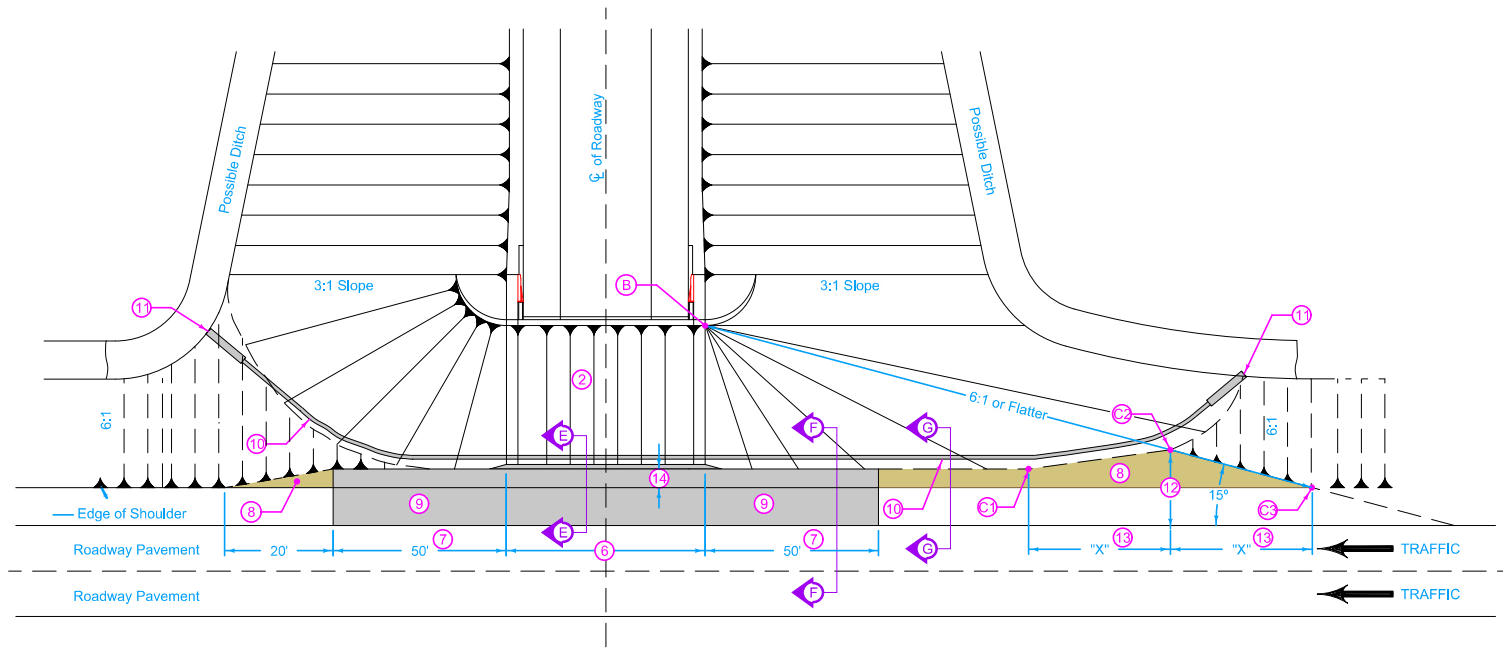 Possible Ditch
℄ of Roadway
Possible Ditch
3:1 Slope
B
3:1 Slope
11
11
2
6:1 or Flatter
C2
6:1
6:1
10
E
F
G
14
8
12
15º
8
9
9
10
C1
C3
Edge of Shoulder
E
Roadway Pavement
20'
50'
7
6
50'
7
G
"X"
13
"X"
13
TRAFFIC
Roadway Pavement
F
TRAFFIC